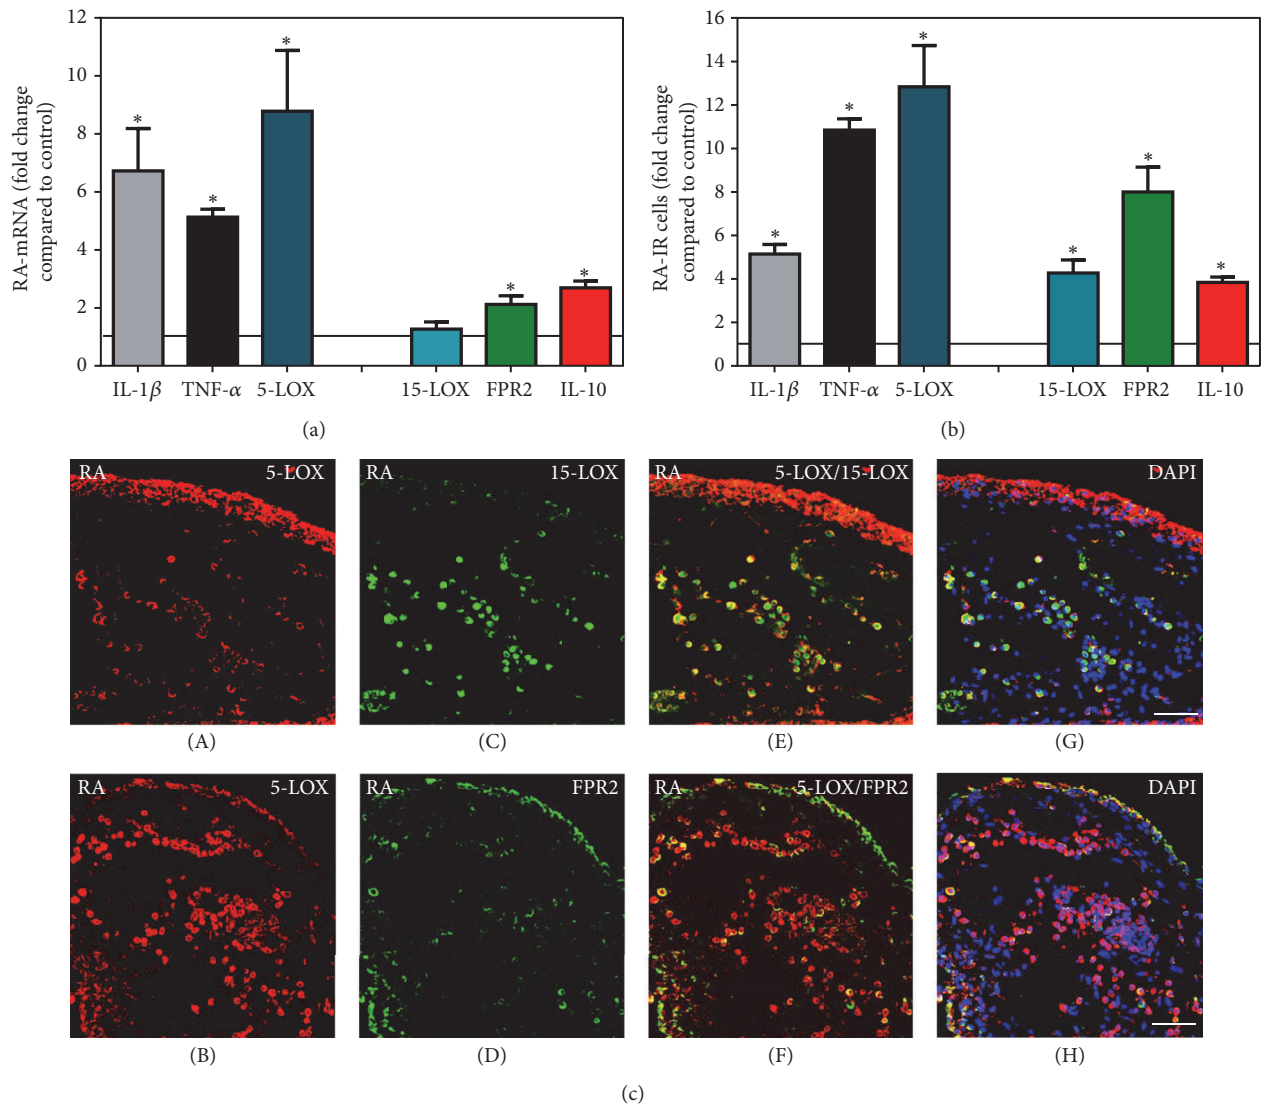 RA-mRNA (fold change
compared to control)
12
10
8
6
4
2
0
*
*
*
*
*
IL-1β TNF-α 5-LOX 15-LOX FPR2 IL-10
(a)
RA-IR cells (fold change
compared to control)
16
14
12
10
8
6
4
2
0
*
*
*
*
*
*
IL-1β TNF-α 5-LOX 15-LOX FPR2 IL-10
(b)
RA 5-LOX
RA 15-LOX
RA 5-LOX/15-LOX
DAPI
(A)
(C)
(E)
(G)
RA 5-LOX
RA FPR2
RA 5-LOX/FPR2
DAPI
(B)
(D)
(F)
(H)
(c)